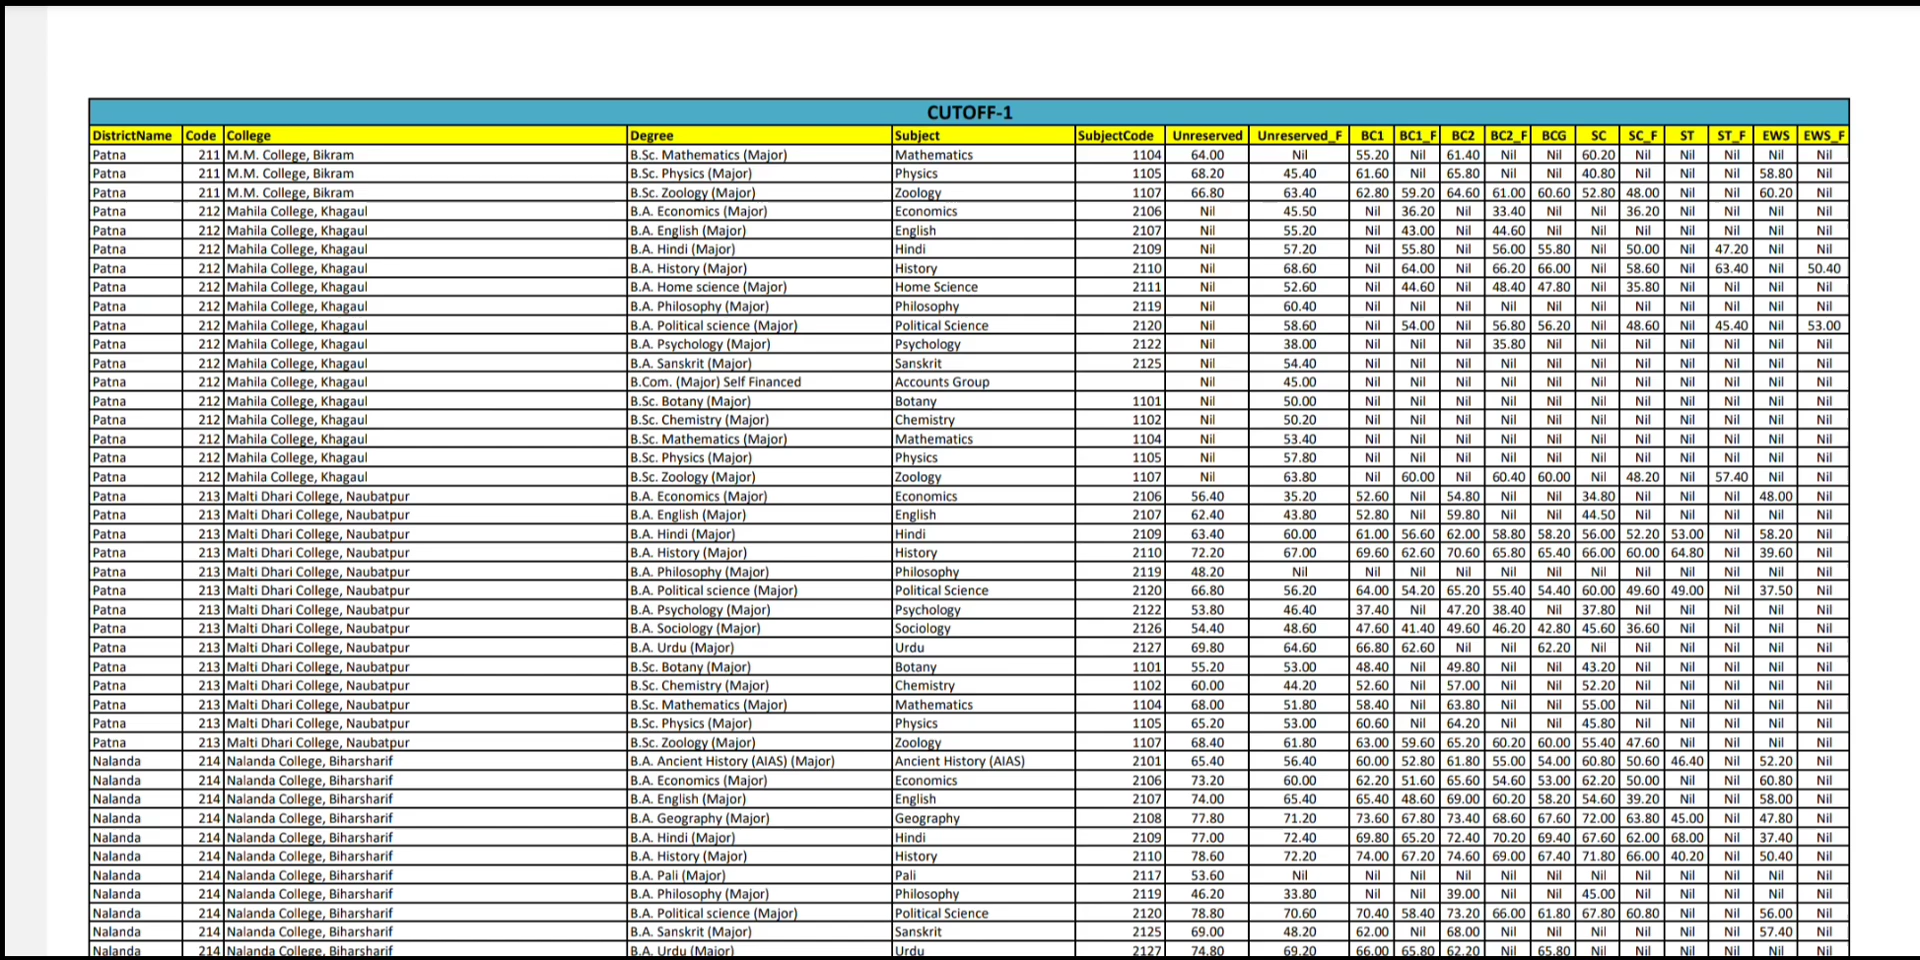 CUTOFF-1
DistrictName Code College Degree Subject SubjectCode Unreserved Unreserved_F BC1 BC1_F BC2 BC2_F BCG SC SC_F ST ST_F EWS EWS_F
Patna 211 M.M. College, Bikram B.Sc. Mathematics (Major) Mathematics 1104 64.00 Nil 55.20 Nil 61.40 Nil Nil 60.20 Nil Nil Nil Nil Nil
Patna 211 M.M. College, Bikram B.Sc. Physics (Major) Physics 1105 68.20 45.40 61.60 Nil 65.80 Nil Nil 40.80 Nil Nil Nil 58.80 Nil
Patna 211 M.M. College, Bikram B.Sc. Zoology (Major) Zoology 1107 66.80 63.40 62.80 59.20 64.60 61.00 60.60 52.80 48.00 Nil Nil 60.20 Nil
Patna 212 Mahila College, Khagaul B.A. Economics (Major) Economics 2106 Nil 45.50 Nil 36.20 Nil 33.40 Nil Nil 36.20 Nil Nil Nil Nil
Patna 212 Mahila College, Khagaul B.A. English (Major) English 2107 Nil 55.20 Nil 43.00 Nil 44.60 Nil Nil Nil Nil Nil Nil Nil
Patna 212 Mahila College, Khagaul B.A. Hindi (Major) Hindi 2109 Nil 57.20 Nil 55.80 Nil 56.00 55.80 Nil 50.00 Nil 47.20 Nil Nil
Patna 212 Mahila College, Khagaul B.A. History (Major) History 2110 Nil 68.60 Nil 64.00 Nil 66.20 66.00 Nil 58.60 Nil 63.40 Nil 50.40
Patna 212 Mahila College, Khagaul B.A. Home science (Major) Home Science 2111 Nil 52.60 Nil 44.60 Nil 48.40 47.80 Nil 35.80 Nil Nil Nil Nil
Patna 212 Mahila College, Khagaul B.A. Philosophy (Major) Philosophy 2119 Nil 60.40 Nil Nil Nil Nil Nil Nil Nil Nil Nil Nil Nil
Patna 212 Mahila College, Khagaul B.A. Political science (Major) Political Science 2120 Nil 58.60 Nil 54.00 Nil 56.80 56.20 Nil 48.60 Nil 45.40 Nil 53.00
Patna 212 Mahila College, Khagaul B.A. Psychology (Major) Psychology 2122 Nil 38.00 Nil Nil Nil 35.80 Nil Nil Nil Nil Nil Nil Nil
Patna 212 Mahila College, Khagaul B.A. Sanskrit (Major) Sanskrit 2125 Nil 54.40 Nil Nil Nil Nil Nil Nil Nil Nil Nil Nil Nil
Patna 212 Mahila College, Khagaul B.Com. (Major) Self Financed Accounts Group Nil 45.00 Nil Nil Nil Nil Nil Nil Nil Nil Nil Nil Nil
Patna 212 Mahila College, Khagaul B.Sc. Botany (Major) Botany 1101 Nil 50.00 Nil Nil Nil Nil Nil Nil Nil Nil Nil Nil Nil
Patna 212 Mahila College, Khagaul B.Sc. Chemistry (Major) Chemistry 1102 Nil 50.20 Nil Nil Nil Nil Nil Nil Nil Nil Nil Nil Nil
Patna 212 Mahila College, Khagaul B.Sc. Mathematics (Major) Mathematics 1104 Nil 53.40 Nil Nil Nil Nil Nil Nil Nil Nil Nil Nil Nil
Patna 212 Mahila College, Khagaul B.Sc. Physics (Major) Physics 1105 Nil 57.80 Nil Nil Nil Nil Nil Nil Nil Nil Nil Nil Nil
Patna 212 Mahila College, Khagaul B.Sc. Zoology (Major) Zoology 1107 Nil 63.80 Nil 60.00 Nil 60.40 60.00 Nil 48.20 Nil 57.40 Nil Nil
Patna 213 Malti Dhari College, Naubatpur B.A. Economics (Major) Economics 2106 56.40 35.20 52.60 Nil 54.80 Nil Nil 34.80 Nil Nil Nil 48.00 Nil
Patna 213 Malti Dhari College, Naubatpur B.A. English (Major) English 2107 62.40 43.80 52.80 Nil 59.80 Nil Nil 44.50 Nil Nil Nil Nil Nil
Patna 213 Malti Dhari College, Naubatpur B.A. Hindi (Major) Hindi 2109 63.40 60.00 61.00 56.60 62.00 58.80 58.20 56.00 52.20 53.00 Nil 58.20 Nil
Patna 213 Malti Dhari College, Naubatpur B.A. History (Major) History 2110 72.20 67.00 69.60 62.60 70.60 65.80 65.40 66.00 60.00 64.80 Nil 39.60 Nil
Patna 213 Malti Dhari College, Naubatpur B.A. Philosophy (Major) Philosophy 2119 48.20 Nil Nil Nil Nil Nil Nil Nil Nil Nil Nil Nil Nil
Patna 213 Malti Dhari College, Naubatpur B.A. Political science (Major) Political Science 2120 66.80 56.20 64.00 54.20 65.20 55.40 54.40 60.00 49.60 49.00 Nil 37.50 Nil
Patna 213 Malti Dhari College, Naubatpur B.A. Psychology (Major) Psychology 2122 53.80 46.40 37.40 Nil 47.20 38.40 Nil 37.80 Nil Nil Nil Nil Nil
Patna 213 Malti Dhari College, Naubatpur B.A. Sociology (Major) Sociology 2126 54.40 48.60 47.60 41.40 49.60 46.20 42.80 45.60 36.60 Nil Nil Nil Nil
Patna 213 Malti Dhari College, Naubatpur B.A. Urdu (Major) Urdu 2127 69.80 64.60 66.80 62.60 Nil Nil 62.20 Nil Nil Nil Nil Nil Nil
Patna 213 Malti Dhari College, Naubatpur B.Sc. Botany (Major) Botany 1101 55.20 53.00 48.40 Nil 49.80 Nil Nil 43.20 Nil Nil Nil Nil Nil
Patna 213 Malti Dhari College, Naubatpur B.Sc. Chemistry (Major) Chemistry 1102 60.00 44.20 52.60 Nil 57.00 Nil Nil 52.20 Nil Nil Nil Nil Nil
Patna 213 Malti Dhari College, Naubatpur B.Sc. Mathematics (Major) Mathematics 1104 68.00 51.80 58.40 Nil 63.80 Nil Nil 55.00 Nil Nil Nil Nil Nil
Patna 213 Malti Dhari College, Naubatpur B.Sc. Physics (Major) Physics 1105 65.20 53.00 60.60 Nil 64.20 Nil Nil 45.80 Nil Nil Nil Nil Nil
Patna 213 Malti Dhari College, Naubatpur B.Sc. Zoology (Major) Zoology 1107 68.40 61.80 63.00 59.60 65.20 60.20 60.00 55.40 47.60 Nil Nil Nil Nil
Nalanda 214 Nalanda College, Biharsharif B.A. Ancient History (AIAS) (Major) Ancient History (AIAS) 2101 65.40 56.40 60.00 52.80 61.80 55.00 54.00 60.80 50.60 46.40 Nil 52.20 Nil
Nalanda 214 Nalanda College, Biharsharif B.A. Economics (Major) Economics 2106 73.20 60.00 62.20 51.60 65.60 54.60 53.00 62.20 50.00 Nil Nil 60.80 Nil
Nalanda 214 Nalanda College, Biharsharif B.A. English (Major) English 2107 74.00 65.40 65.40 48.60 69.00 60.20 58.20 54.60 39.20 Nil Nil 58.00 Nil
Nalanda 214 Nalanda College, Biharsharif B.A. Geography (Major) Geography 2108 77.80 71.20 73.60 67.80 73.40 68.60 67.60 72.00 63.80 45.00 Nil 47.80 Nil
Nalanda 214 Nalanda College, Biharsharif B.A. Hindi (Major) Hindi 2109 77.00 72.40 69.80 65.20 72.40 70.20 69.40 67.60 62.00 68.00 Nil 37.40 Nil
Nalanda 214 Nalanda College, Biharsharif B.A. History (Major) History 2110 78.60 72.20 74.00 67.20 74.60 69.00 67.40 71.80 66.00 40.20 Nil 50.40 Nil
Nalanda 214 Nalanda College, Biharsharif B.A. Pali (Major) Pali 2117 53.60 Nil Nil Nil Nil Nil Nil Nil Nil Nil Nil Nil Nil
Nalanda 214 Nalanda College, Biharsharif B.A. Philosophy (Major) Philosophy 2119 46.20 33.80 Nil Nil 39.00 Nil Nil 45.00 Nil Nil Nil Nil Nil
Nalanda 214 Nalanda College, Biharsharif B.A. Political science (Major) Political Science 2120 78.80 70.60 70.40 58.40 73.20 66.00 61.80 67.80 60.80 Nil Nil 56.00 Nil
Nalanda 214 Nalanda College, Biharsharif B.A. Sanskrit (Major) Sanskrit 2125 69.00 48.20 62.00 Nil 68.00 Nil Nil Nil Nil Nil Nil 57.40 Nil
Nalanda 214 Nalanda College, Biharsharif B.A. Urdu (Major) Urdu 2127 74.80 69.20 66.00 65.80 62.20 Nil 65.80 Nil Nil Nil Nil Nil Nil